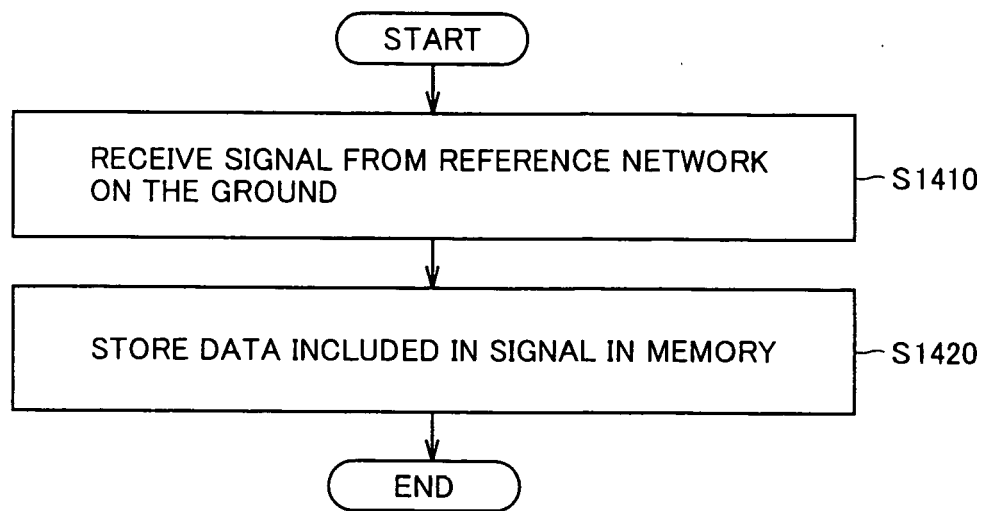 START
RECEIVE SIGNAL FROM REFERENCE NETWORK
ON THE GROUND
S1410
STORE DATA INCLUDED IN SIGNAL IN MEMORY
S1420
END